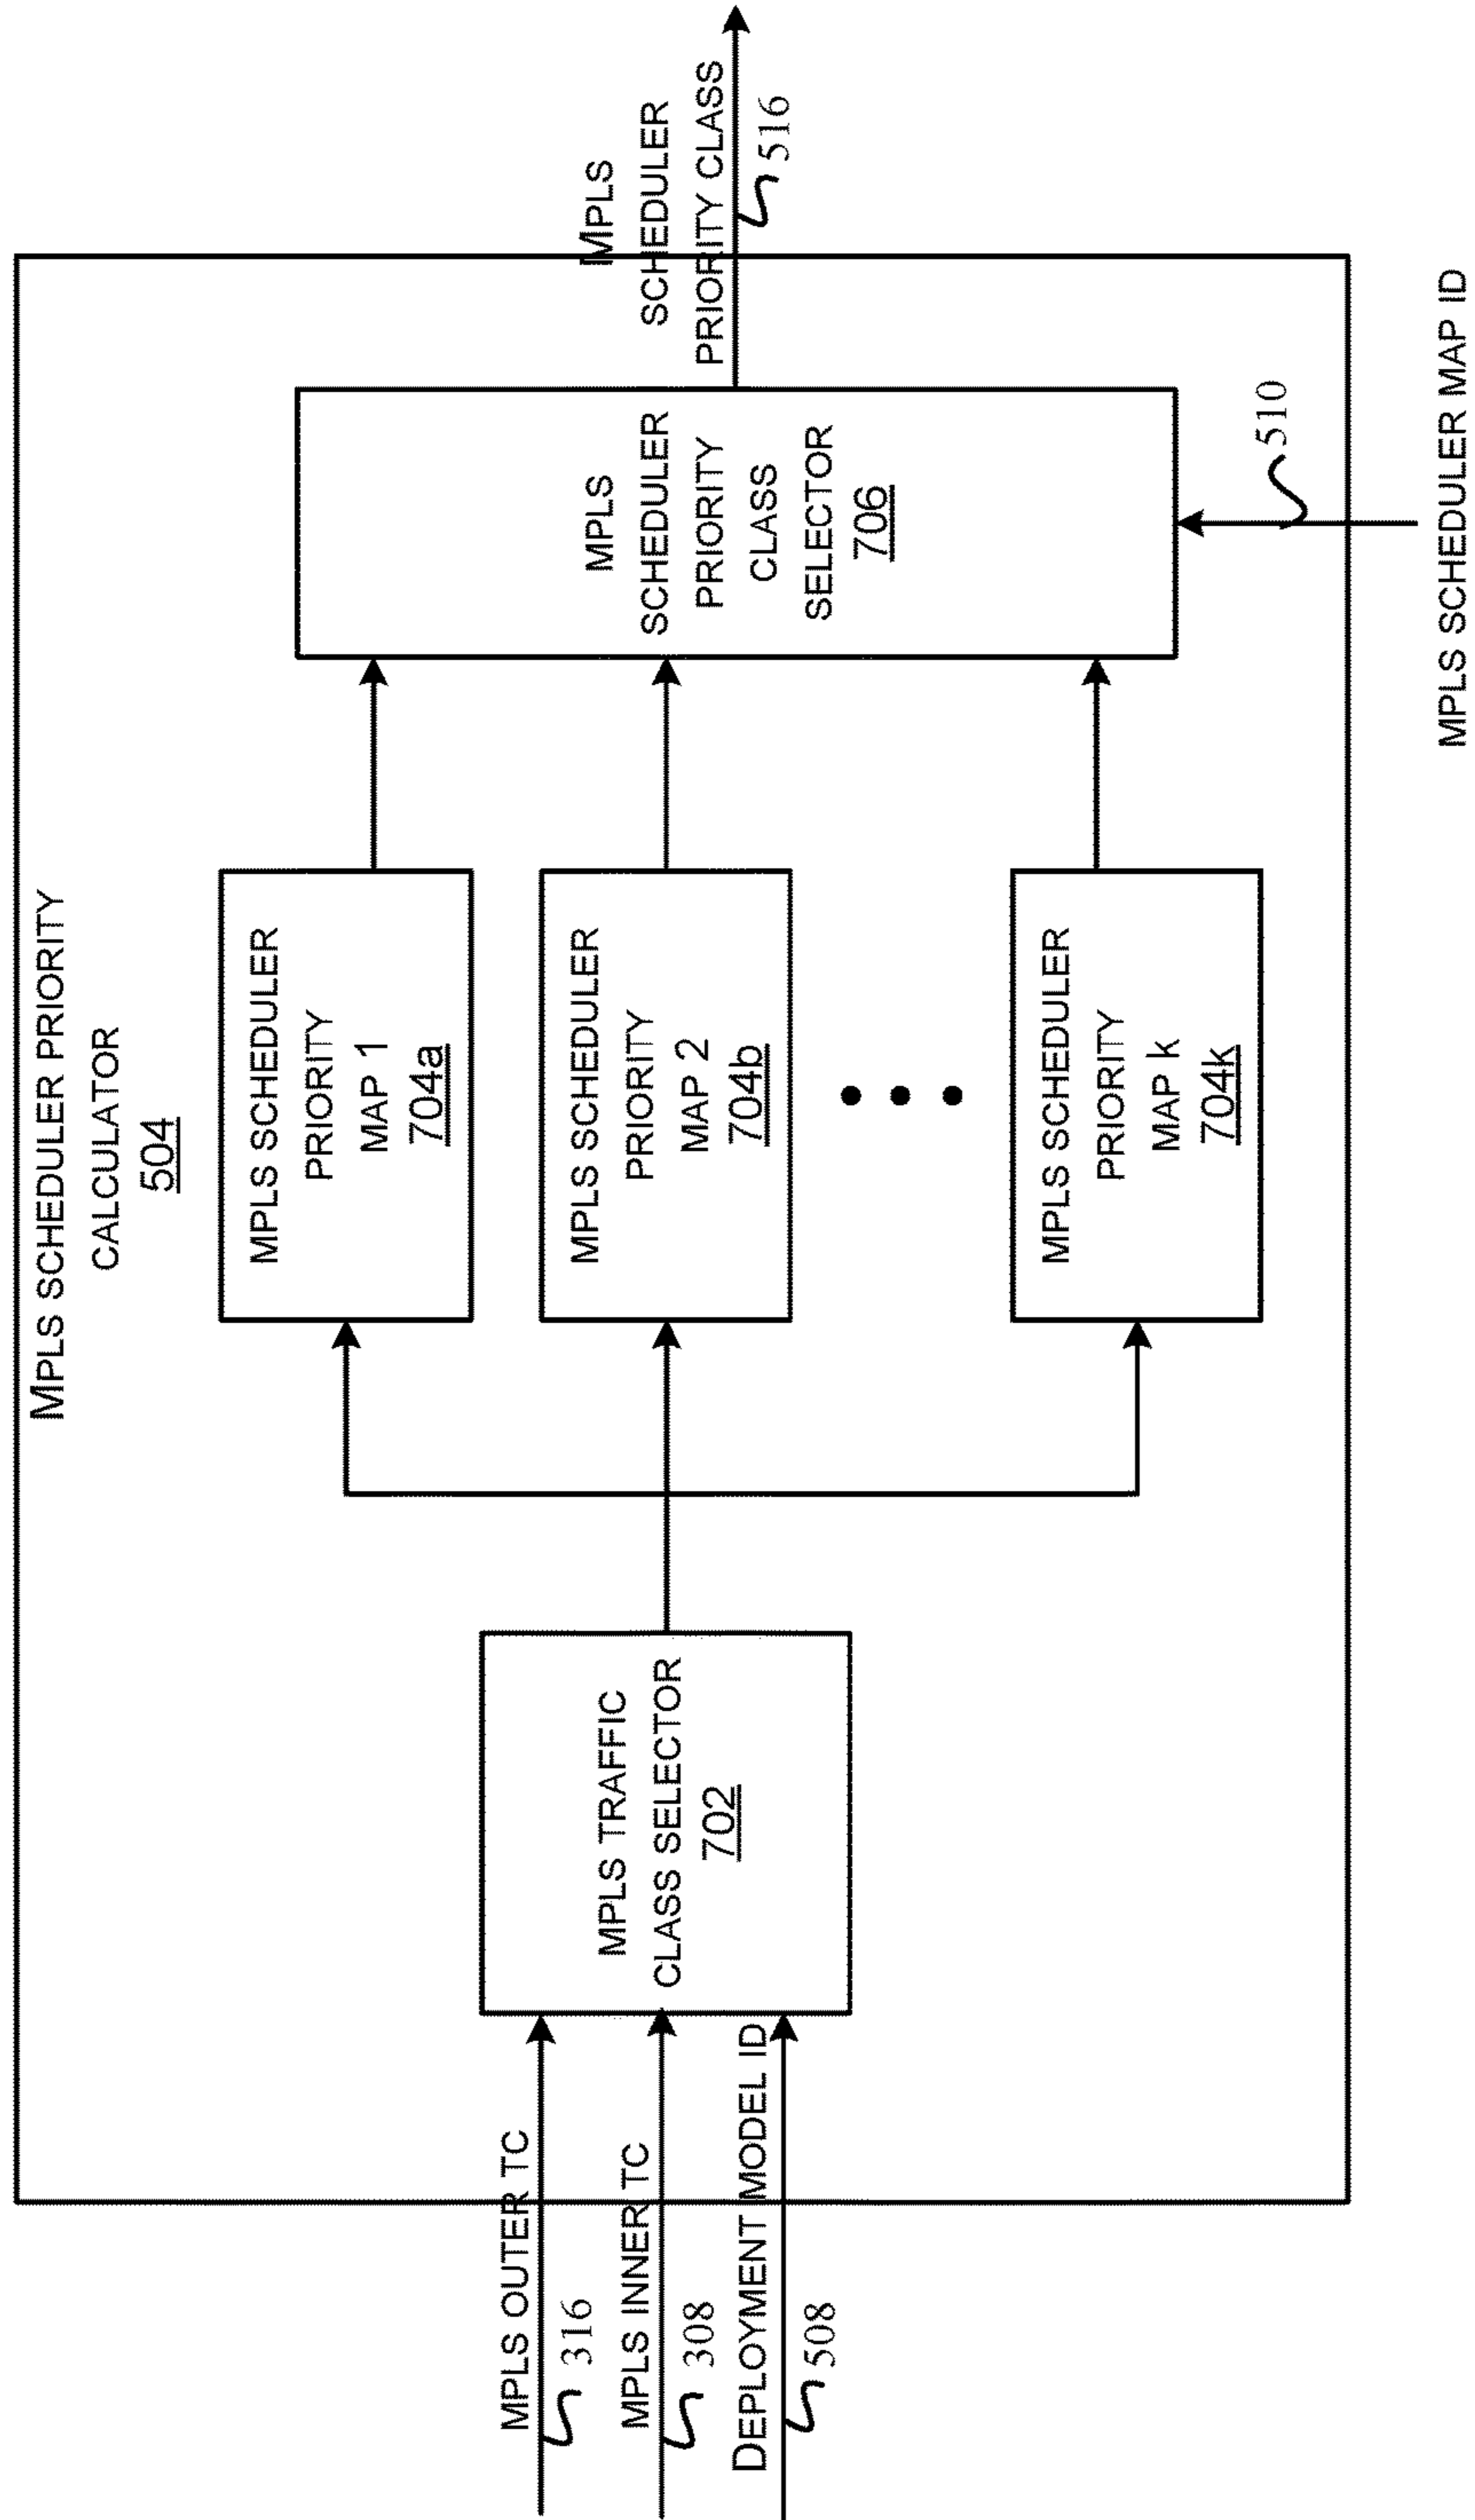 MPLS SCHEDULER PRIORITY
CALCULATOR
504
MPLS OUTER TC
316
MPLS INNER TC
308
DEPLOYMENT MODEL ID
508
MPLS TRAFFIC
CLASS SELECTOR
702
MPLS SCHEDULER
PRIORITY
MAP 1
704a
MPLS SCHEDULER
PRIORITY
MAP 2
704b
MPLS SCHEDULER
PRIORITY
MAP k
704k
MPLS
SCHEDULER
PRIORITY
CLASS
SELECTOR
706
MPLS
SCHEDULER
PRIORITY CLASS
516
510
MPLS SCHEDULER MAP ID